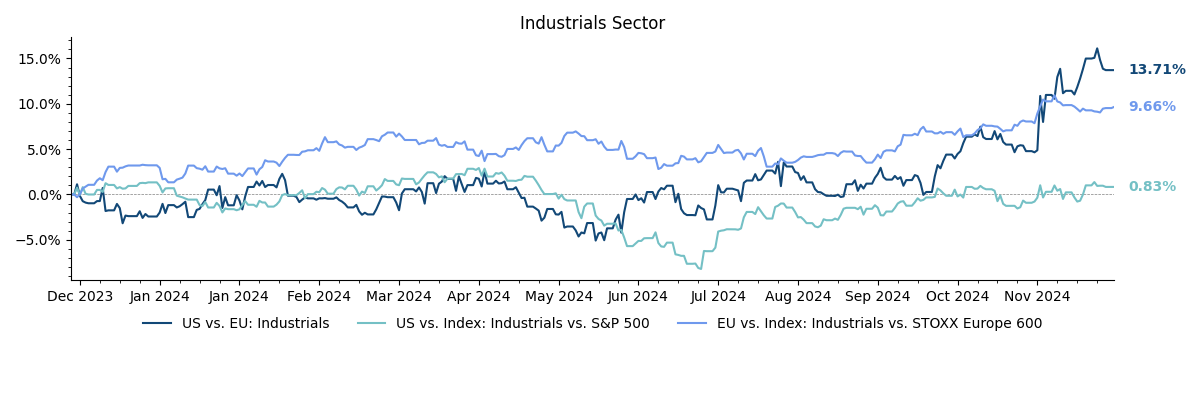 Industrials Sector
15.0%
10.0%
5.0%
0.0%
−5.0%
13.71%
9.66%
0.83%
Dec 2023 Jan 2024 Jan 2024 Feb 2024 Mar 2024 Apr 2024 May 2024 Jun 2024 Jul 2024 Aug 2024 Sep 2024 Oct 2024 Nov 2024
US vs. EU: Industrials US vs. Index: Industrials vs. S&P 500 EU vs. Index: Industrials vs. STOXX Europe 600